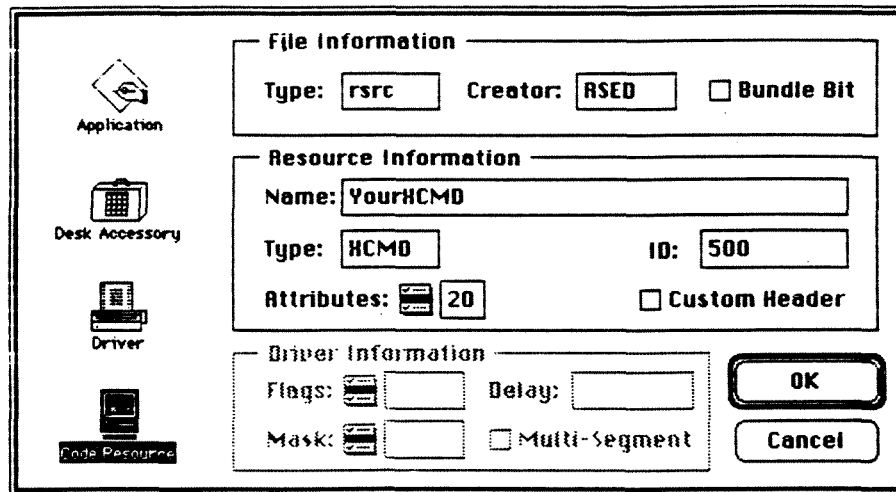 Application
Desk Accessory
Driver
Code Resource
File Information
Type: rsrc Creator: RSED Bundle Bit
Resource Information
Name: YourXCMD
Type: XCMD ID: 500
Attributes: 20 Custom Header
Driver Information
Flags: Delay:
Mask: Multi-Segment
OK
Cancel